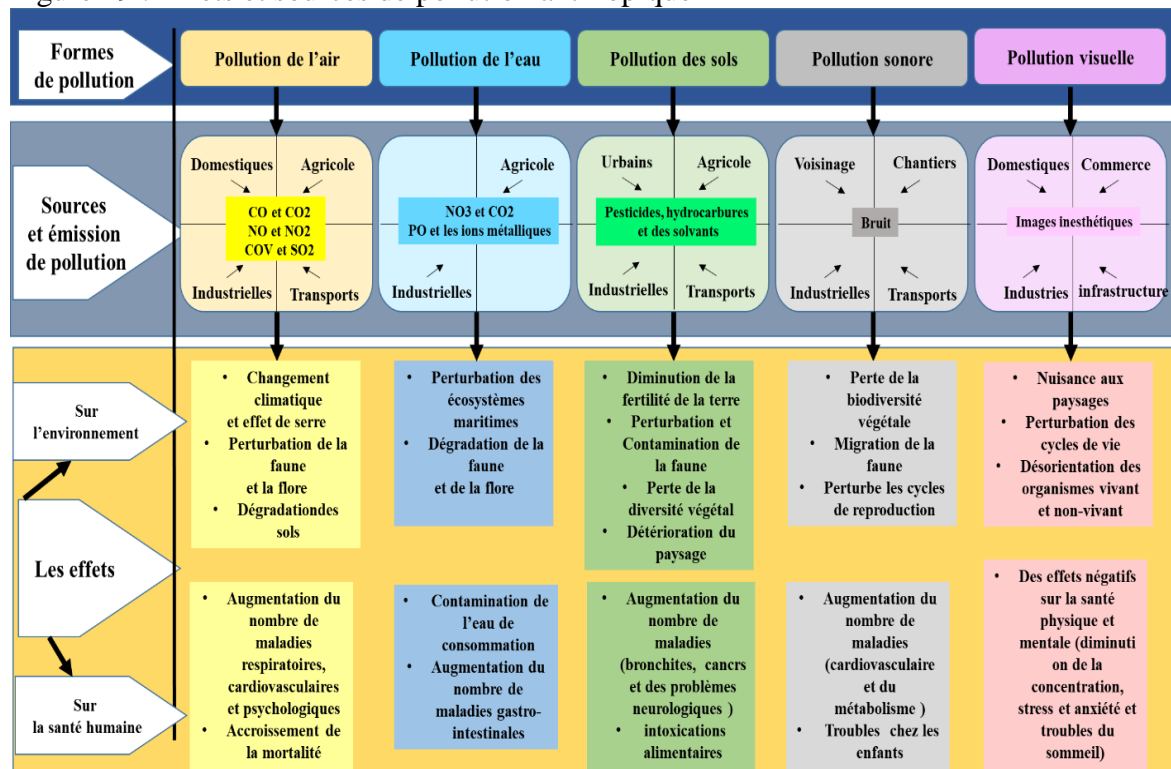 Formes
de pollution
Pollution de l’air
Pollution de l’eau
Pollution des sols
Pollution sonore
Pollution visuelle
Sources
et émission
de pollution
Domestiques
Agricole
CO et CO2
NO et NO2
COV et SO2
Industrielles
Transports
Agricole
NO3 et CO2
PO et les ions métalliques
Industrielles
Urbains
Agricole
Pesticides, hydrocarbures
et des solvants
Industrielles
Transports
Voisinage
Chantiers
Bruit
Industrielles
Transports
Domestiques
Commerce
Images inesthétiques
Industries
infrastructure
Les effets
Sur
l’environnement
• Changement
climatique
et effet de serre
• Perturbation de la
faune
et la flore
• Dégradationdes
sols
• Perturbation des
écosystèmes
maritimes
• Dégradation de la
faune
et de la flore
• Diminution de la
fertilité de la terre
• Perturbation et
Contamination de
la faune
• Perte de la
diversité végétal
• Détérioration du
paysage
• Perte de la
biodiversité
végétale
• Migration de la
faune
• Perturbe les cycles
de reproduction
• Nuisance aux
paysages
• Perturbation des
cycles de vie
• Désorientation des
organismes vivant
et non-vivant
Sur
la santé humaine
• Augmentation du
nombre de
maladies
respiratoires,
cardiovasculaires
et psychologiques
• Accroissement de
la mortalité
• Contamination de
l’eau de
consommation
• Augmentation du
nombre de
maladies gastro-
intestinales
• Augmentation du
nombre de
maladies
(bronchites, cancrs
et des problèmes
neurologiques )
• intoxications
alimentaires
• Augmentation du
nombre de
maladies
(cardiovasculaire
et du
métabolisme )
• Troubles chez les
enfants
• Des effets négatifs
sur la santé
physique et
mentale (diminuti
on de la
concentration,
stress et anxiété et
troubles du
sommeil)